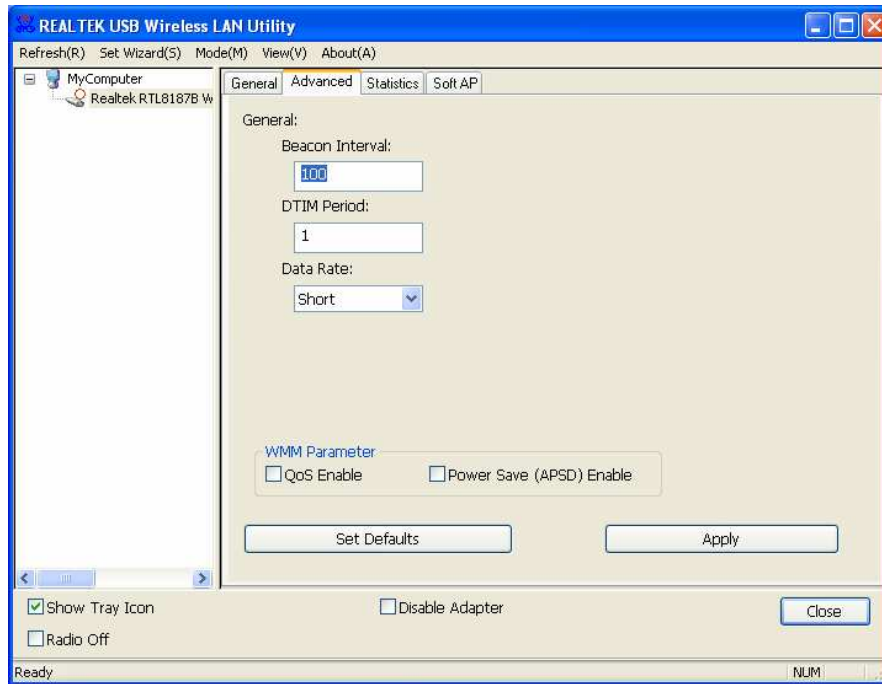 REALTEK USB Wireless LAN Utility
Refresh(R) Set Wizard(S) Mode(M) View(V) About(A)
MyComputer
Realtek RTL8187B W
General Advanced Statistics Soft AP
General:
Beacon Interval:
100
DTIM Period:
1
Data Rate:
Short
WMM Parameter
QoS Enable Power Save (APSD) Enable
Set Defaults Apply
Show Tray Icon Disable Adapter Close
Radio Off
Ready NUM